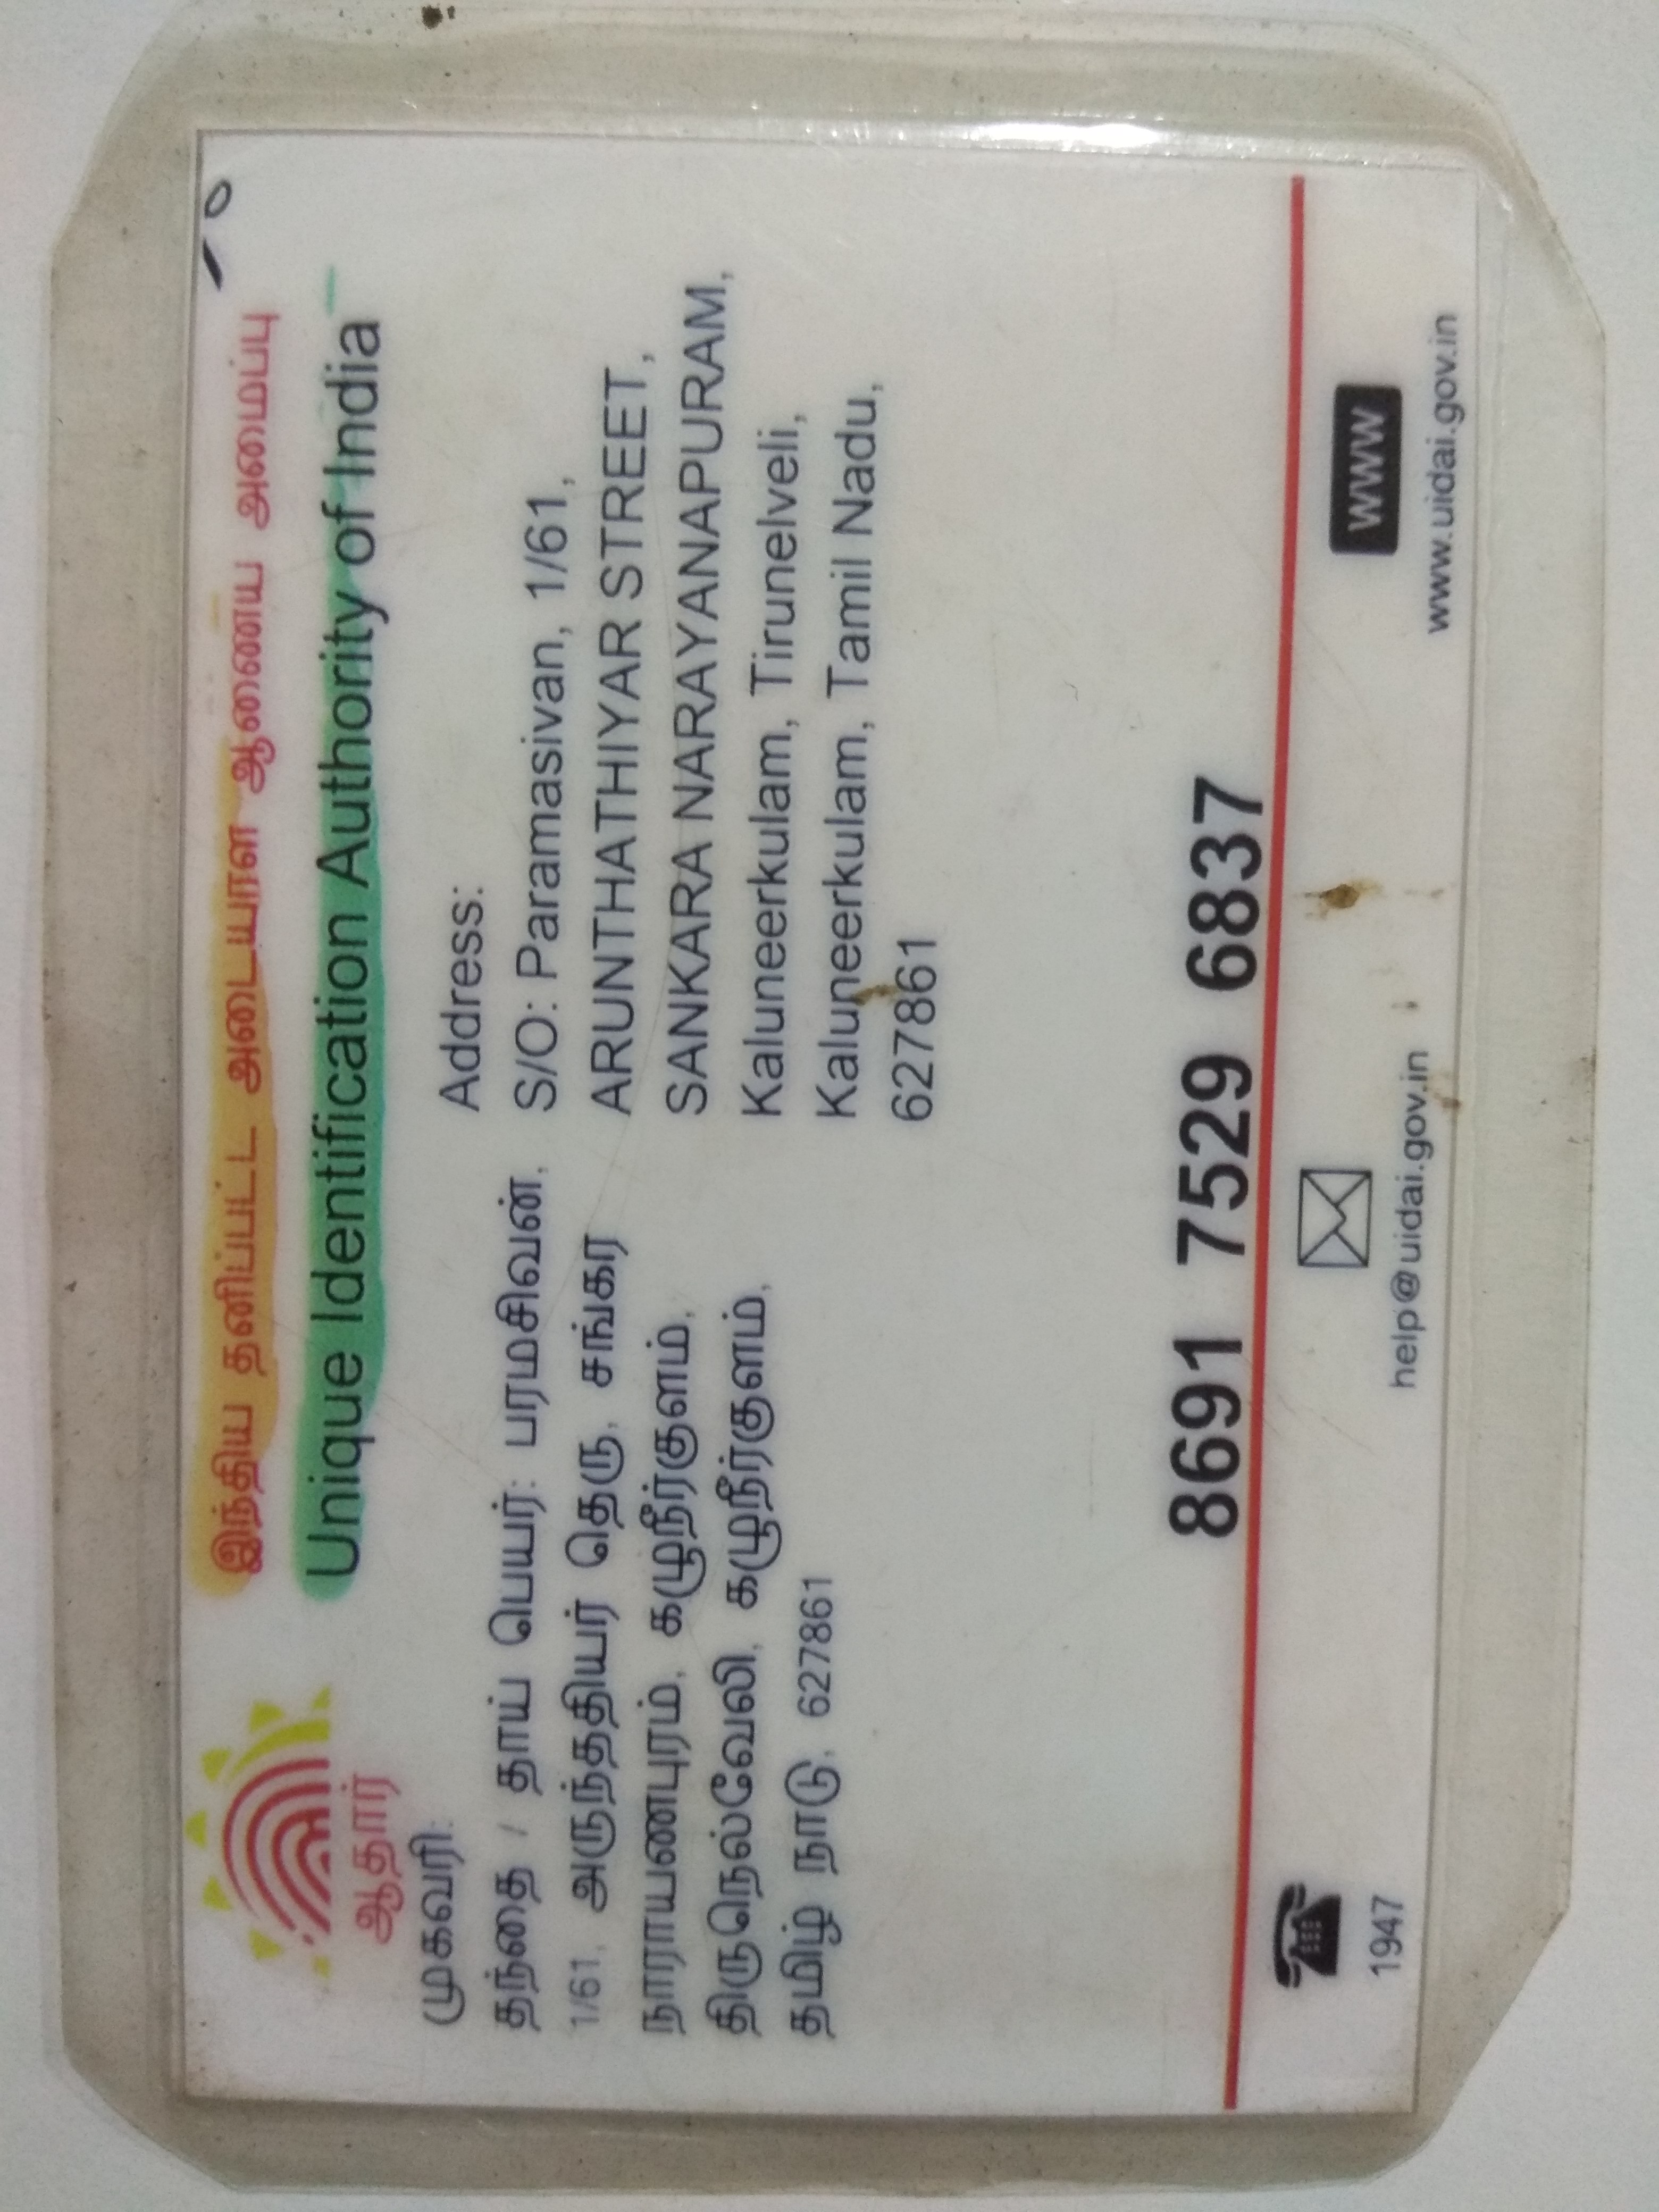 இந்திய தனிப்பட்ட அடையாள ஆணைய அமைப்பு
Unique Identification Authority of India
ஆதார்
முகவரி:
தந்தை / தாய் பெயர்: பரமசிவன்,
1/61, அருந்ததியர் தெரு, சங்கர
நாராயணபுரம், கழுநீர்குளம்,
திருநெல்வேலி, கழுநீர்குளம்,
தமிழ் நாடு, 627861
Address:
S/O: Paramasivan, 1/61,
ARUNTHATHIYAR STREET,
SANKARA NARAYANAPURAM,
Kaluneerkulam, Tirunelveli,
Kaluneerkulam, Tamil Nadu,
627861
8691 7529 6837
1947
help@uidai.gov.in
WWW
www.uidai.gov.in